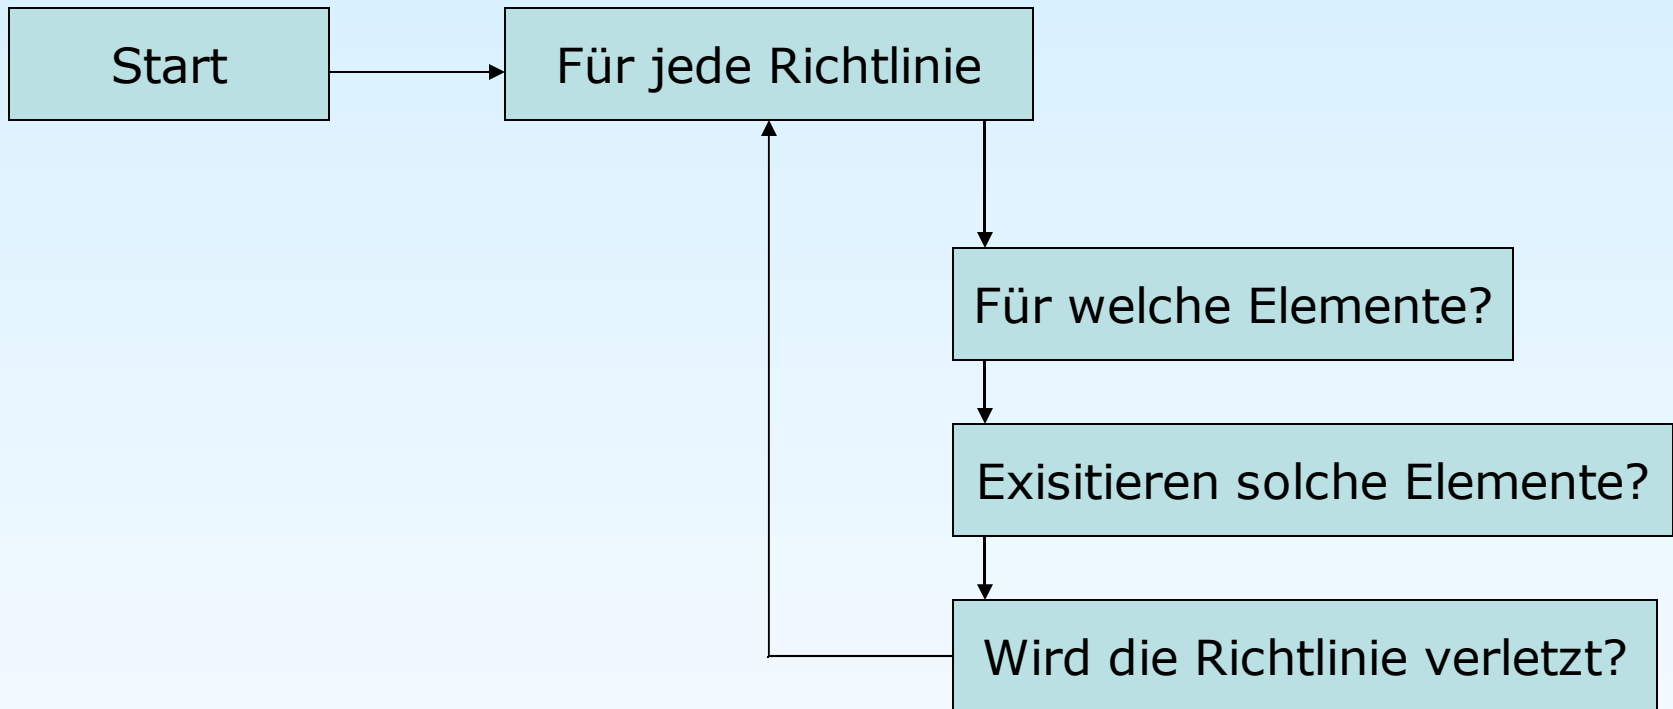 Start
Für jede Richtlinie
Für welche Elemente?
Exisitieren solche Elemente?
Wird die Richtlinie verletzt?